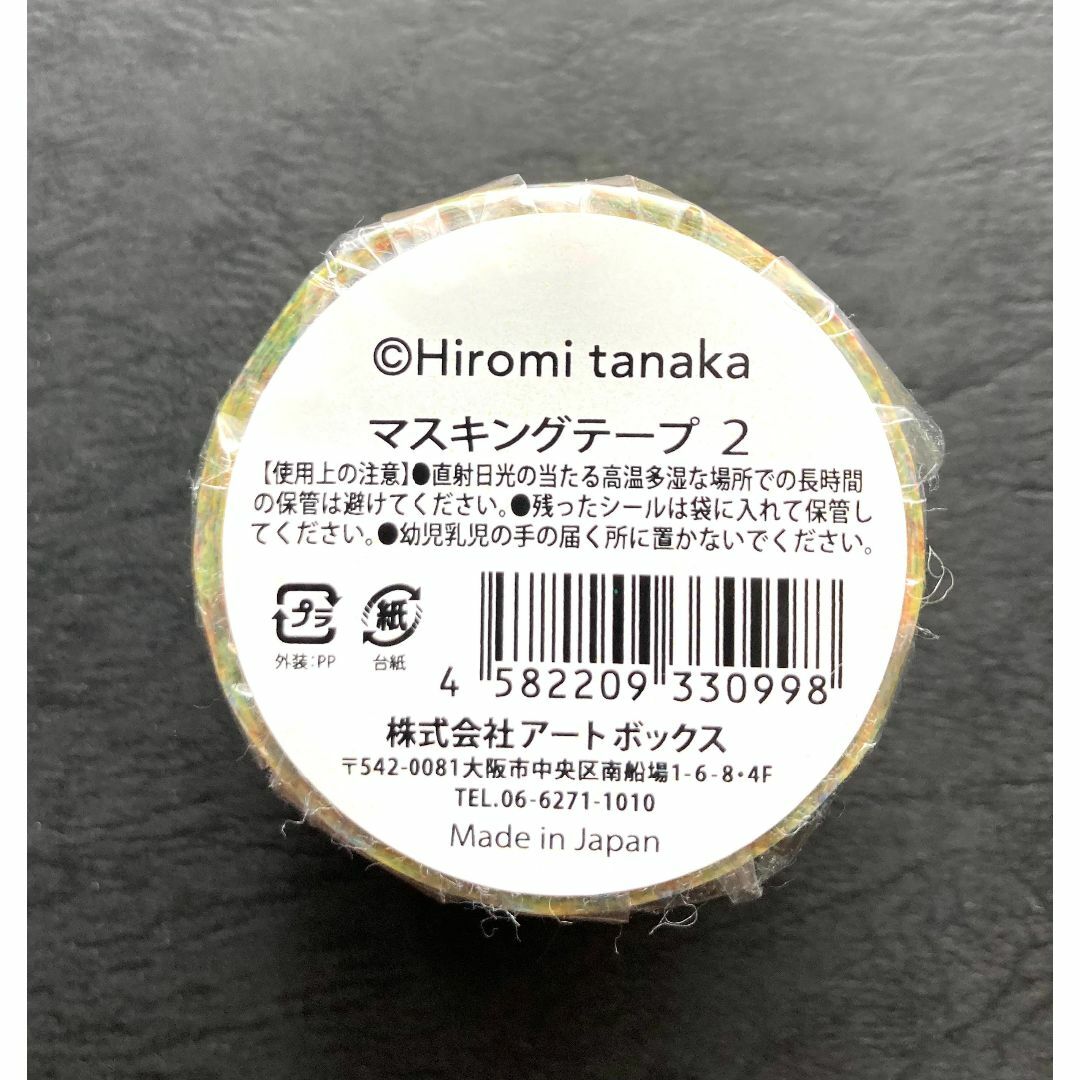 ©Hiromi tanaka
マスキングテープ 2
【使用上の注意】●直射日光の当たる高温多湿な場所での長時間
の保管は避けてください。●残ったシールは袋に入れて保管し
てください。●幼児乳児の手の届く所に置かないでください。
プラ 紙
外装:PP 台紙
4 582209 330998
株式会社アートボックス
〒542-0081大阪市中央区南船場1-6-8・4F
TEL.06-6271-1010
Made in Japan